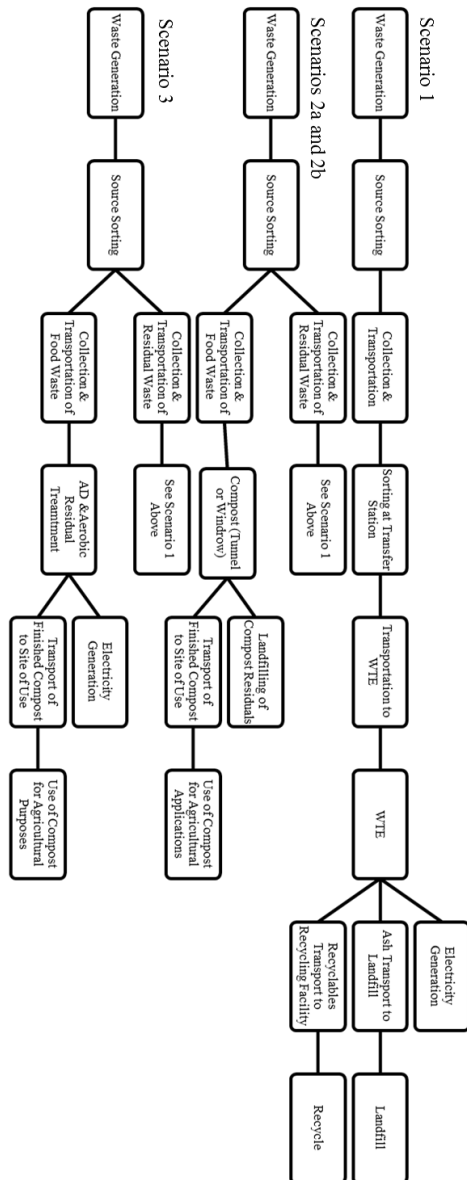 Scenario 1
Waste Generation
Source Sorting
Collection &
Transportation
Sorting at Transfer
Station
Transportation to
WTE
WTE
Electricity
Generation
Ash Transport to
Landfill
Landfill
Recyclables
Transport to
Recycling Facility
Recycle
Scenarios 2a and 2b
Waste Generation
Source Sorting
Collection &
Transportation of
Residual Waste
See Scenario 1
Above
Collection &
Transportation of
Food Waste
Compost (Tunnel
or Windrow)
Landfilling of
Compost Residuals
Transport of
Finished Compost
to Site of Use
Use of Compost
for Agricultural
Applications
Scenario 3
Waste Generation
Source Sorting
Collection &
Transportation of
Residual Waste
See Scenario 1
Above
Collection &
Transportation of
Food Waste
AD &Aerobic
Residual
Treamtment
Electricity
Generation
Transport of
Finished Compost
to Site of Use
Use of Compost
for Agricultural
Purposes